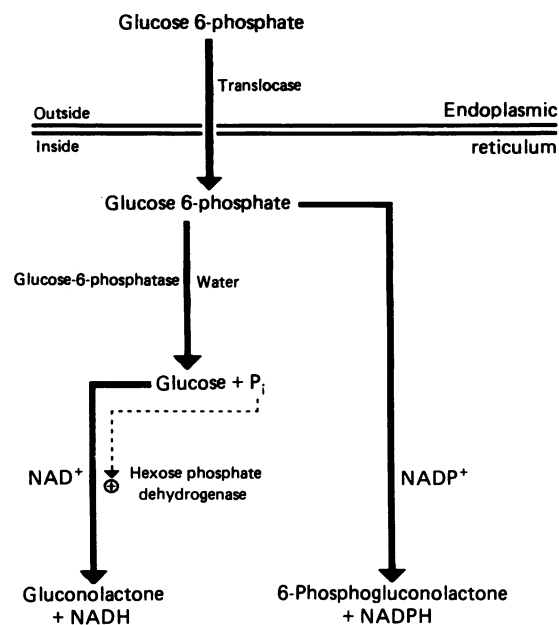 Glucose 6-phosphate
Translocase
Outside
Endoplasmic
Inside
reticulum
Glucose 6-phosphate
Glucose-6-phosphatase
Water
Glucose + Pi
NAD+
Hexose phosphate
dehydrogenase
NADP+
Gluconolactone
+ NADH
6-Phosphogluconolactone
+ NADPH